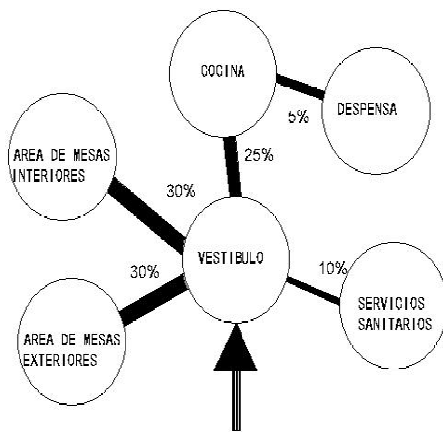 COCINA
5%
DESPENSA
25%
AREA DE MESAS
INTERIORES
30%
VESTIBULO
30%
10%
AREA DE MESAS
EXTERIORES
SERVICIOS
SANITARIOS